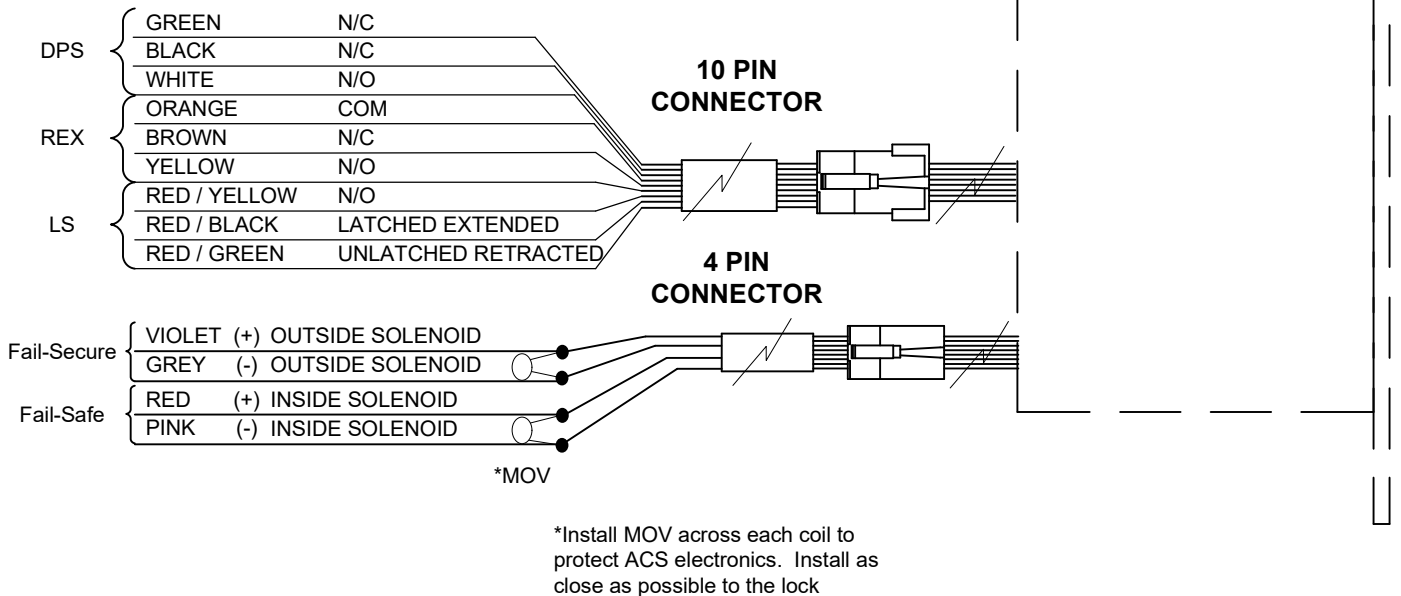 DPS
GREEN N/C
BLACK N/C
WHITE N/O
REX
ORANGE COM
BROWN N/C
YELLOW N/O
LS
RED / YELLOW N/O
RED / BLACK LATCHED EXTENDED
RED / GREEN UNLATCHED RETRACTED
10 PIN
CONNECTOR
4 PIN
CONNECTOR
Fail-Secure
VIOLET (+) OUTSIDE SOLENOID
GREY (-) OUTSIDE SOLENOID
Fail-Safe
RED (+) INSIDE SOLENOID
PINK (-) INSIDE SOLENOID
*MOV
*Install MOV across each coil to
protect ACS electronics. Install as
close as possible to the lock